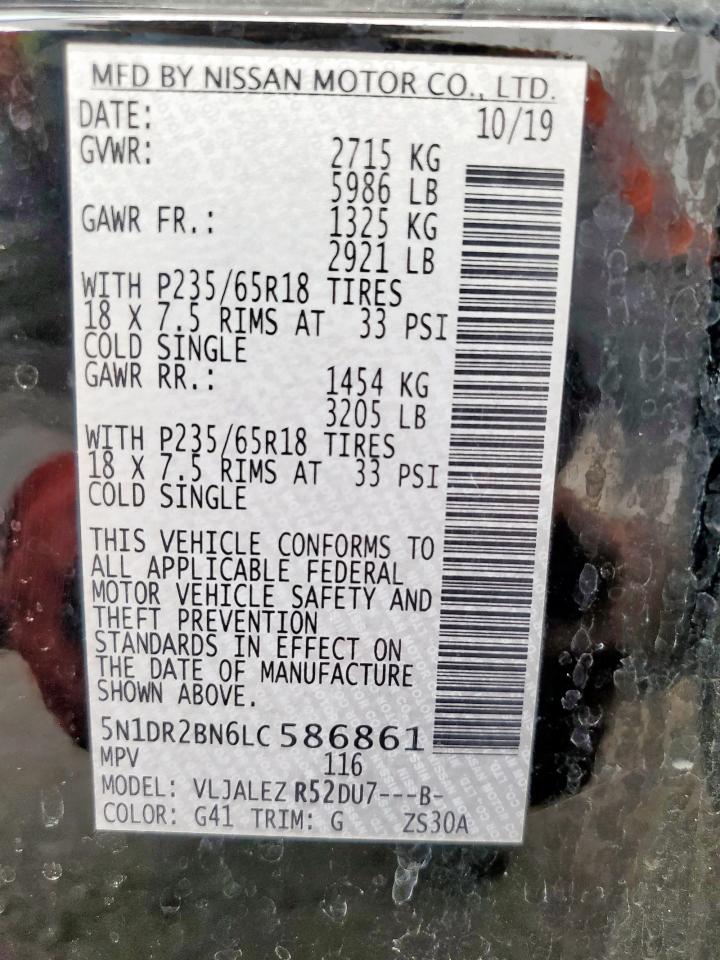 MFD BY NISSAN MOTOR CO., LTD.
DATE: 10/19
GVWR: 2715 KG
5986 LB
GAWR FR.: 1325 KG
2921 LB
WITH P235/65R18 TIRES
18 X 7.5 RIMS AT 33 PSI
COLD SINGLE
GAWR RR.: 1454 KG
3205 LB
WITH P235/65R18 TIRES
18 X 7.5 RIMS AT 33 PSI
COLD SINGLE
THIS VEHICLE CONFORMS TO
ALL APPLICABLE FEDERAL
MOTOR VEHICLE SAFETY AND
THEFT PREVENTION
STANDARDS IN EFFECT ON
THE DATE OF MANUFACTURE
SHOWN ABOVE.
5N1DR2BN6LC586861
MPV 116
MODEL: VLJALEZ R52DU7---B-
COLOR: G41 TRIM: G ZS30A